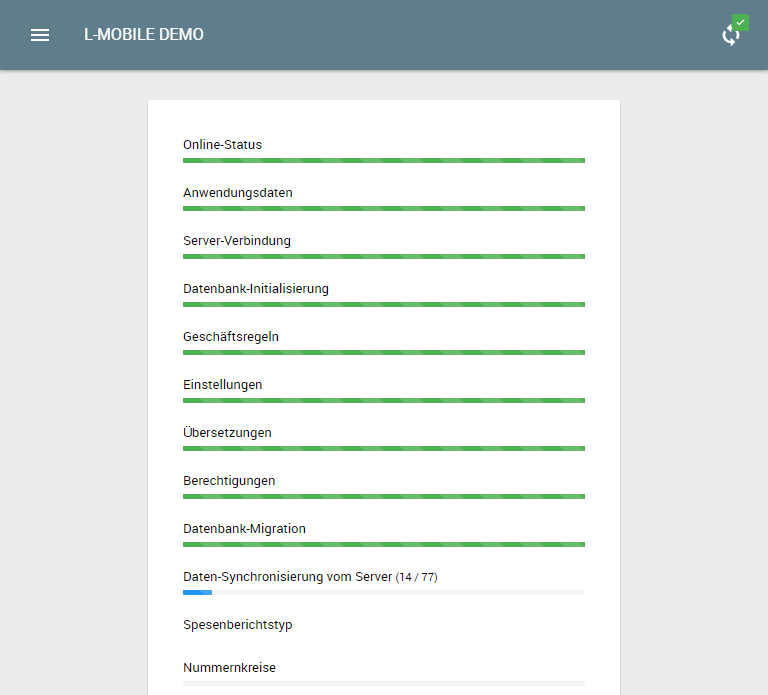 L-MOBILE DEMO
Online-Status
Anwendungsdaten
Server-Verbindung
Datenbank-Initialisierung
Geschäftsregeln
Einstellungen
Übersetzungen
Berechtigungen
Datenbank-Migration
Daten-Synchronisierung vom Server (14 / 77)
Spesenberichtstyp
Nummernkreise